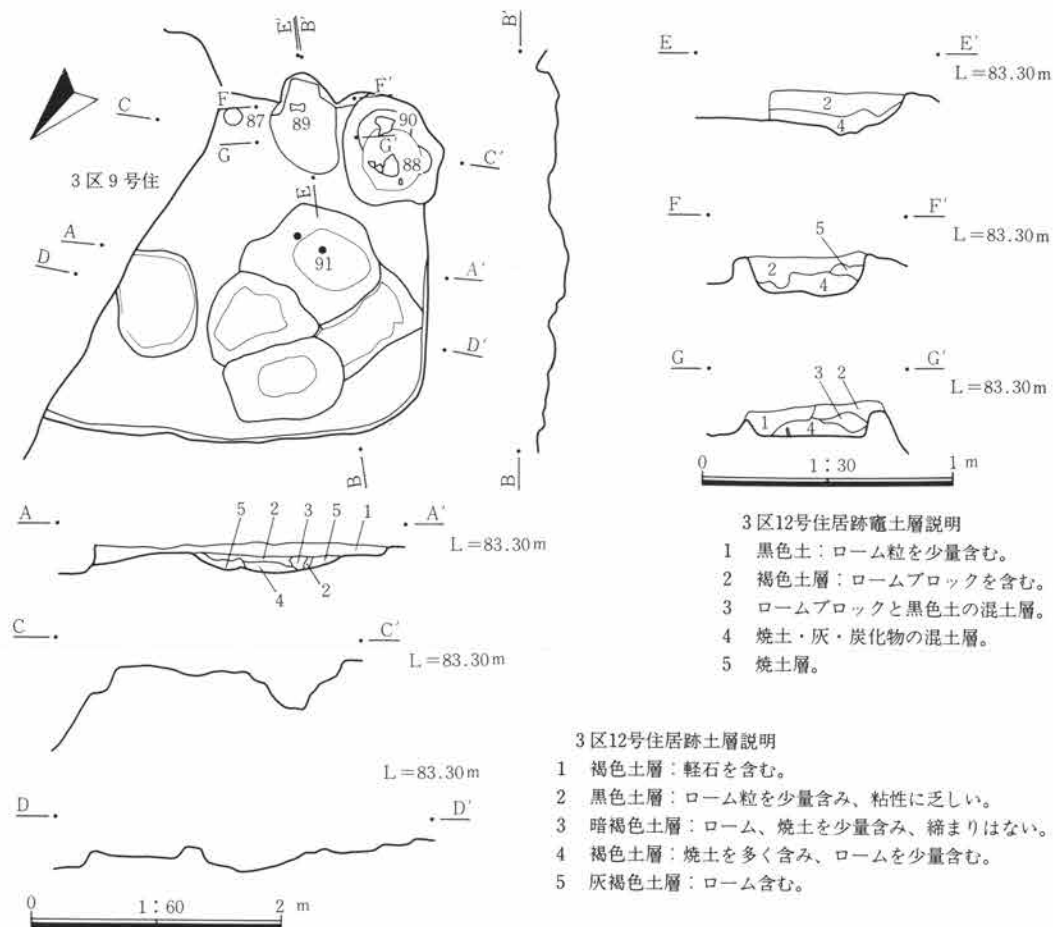 E′
B′
B′
F
F′
C
87
89
90
G
G′
88
C′
3区9号住
E
A
D
91
A′
D′
B
B
A
5 2 3 5 1
A′
L=83.30m
4 2
C
C′
L=83.30m
L=83.30m
D
D′
0 1:60 2 m
E
E′
L=83.30m
2
4
F
F′
L=83.30m
5
2
4
G
G′
L=83.30m
3 2
1 4
0 1:30 1 m
3区12号住居跡竈土層説明
1 黒色土：ローム粒を少量含む。
2 褐色土層：ロームブロックを含む。
3 ロームブロックと黒色土の混土層。
4 焼土・灰・炭化物の混土層。
5 焼土層。
3区12号住居跡土層説明
1 褐色土層：軽石を含む。
2 黒色土層：ローム粒を少量含み、粘性に乏しい。
3 暗褐色土層：ローム、焼土を少量含み、締まりはない。
4 褐色土層：焼土を多く含み、ロームを少量含む。
5 灰褐色土層：ローム含む。